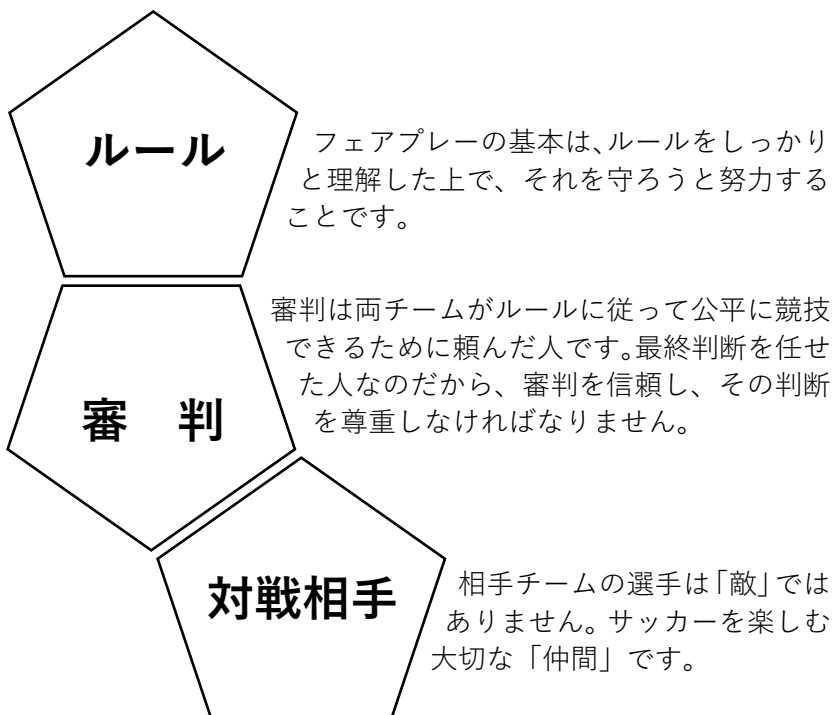 ルール
フェアプレーの基本は、ルールをしっかり
と理解した上で、それを守ろうと努力する
ことです。
審　判
審判は両チームがルールに従って公平に競技
できるために頼んだ人です。最終判断を任せ
た人なのだから、審判を信頼し、その判断
を尊重しなければなりません。
対戦相手
相手チームの選手は「敵」では
ありません。サッカーを楽しむ
大切な「仲間」です。